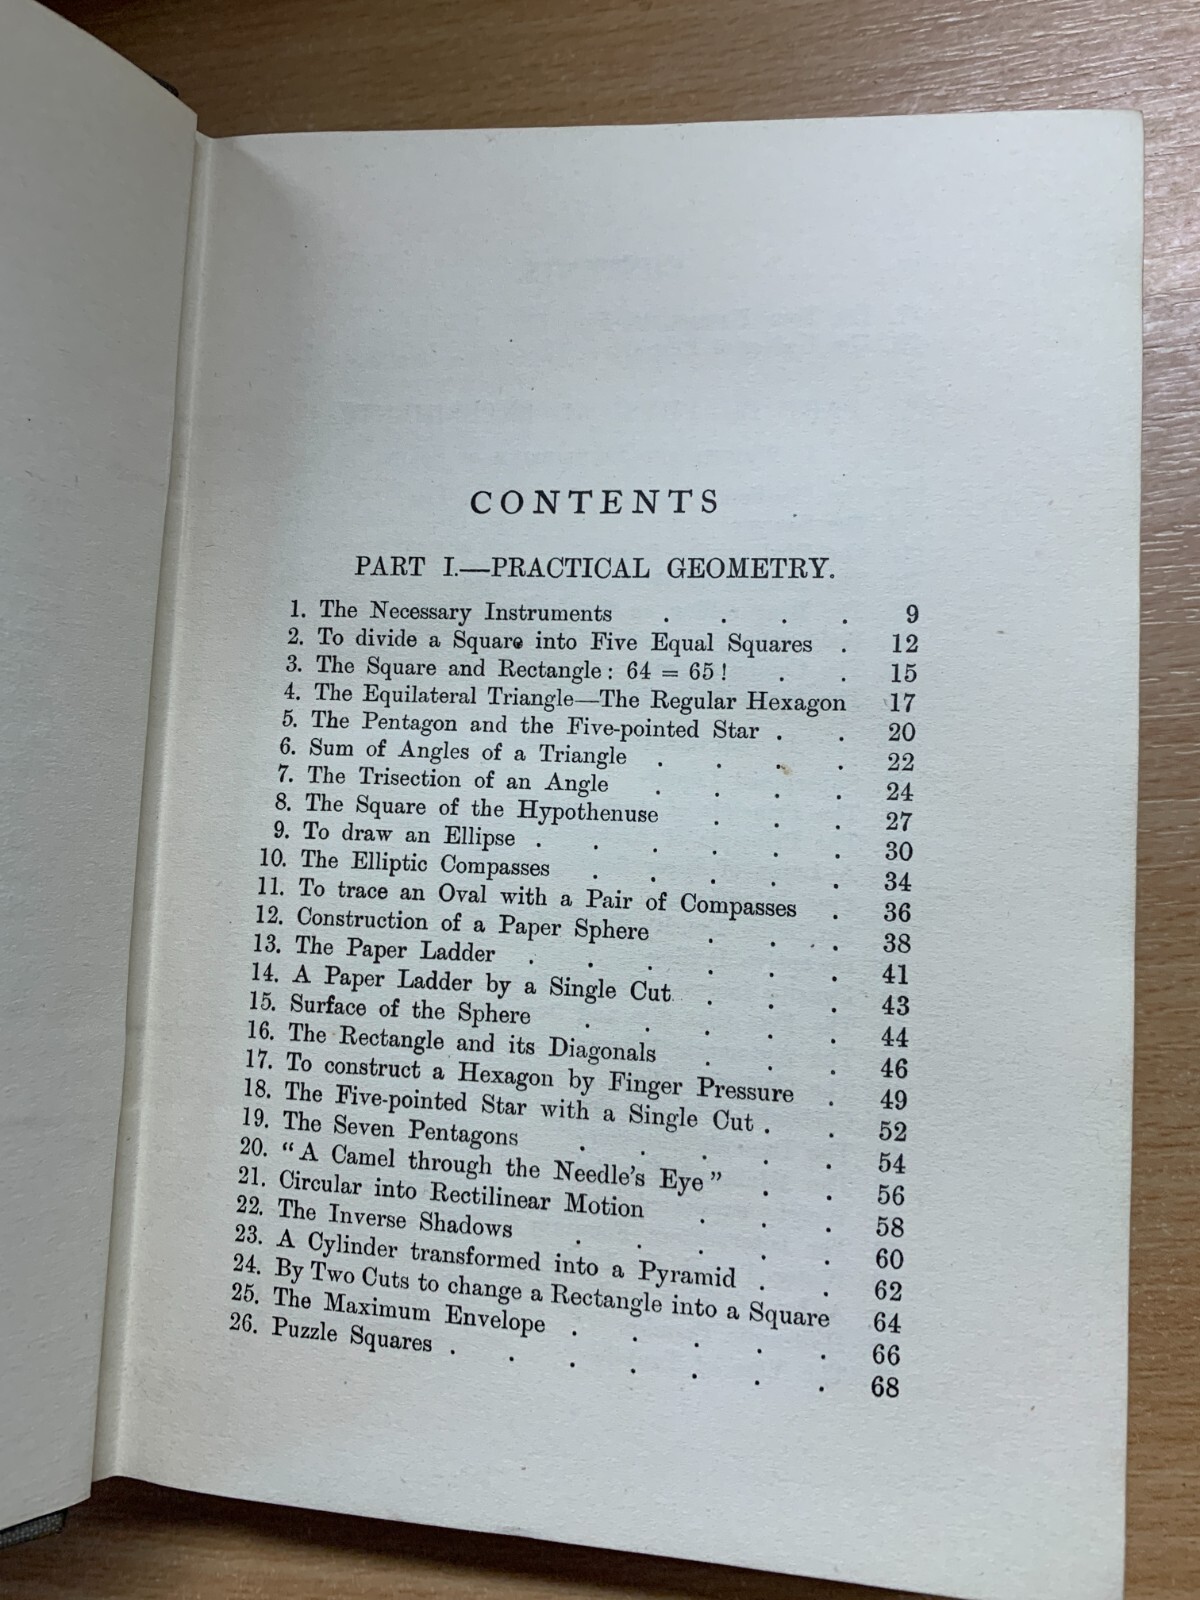 CONTENTS
PART I.—PRACTICAL GEOMETRY.
1. The Necessary Instruments . . . . 9
2. To divide a Square into Five Equal Squares . 12
3. The Square and Rectangle: 64 = 65! . . 15
4. The Equilateral Triangle—The Regular Hexagon 17
5. The Pentagon and the Five-pointed Star . . 20
6. Sum of Angles of a Triangle . . . . 22
7. The Trisection of an Angle . . . . 24
8. The Square of the Hypothenuse . . . 27
9. To draw an Ellipse . . . . . . 30
10. The Elliptic Compasses . . . . . 34
11. To trace an Oval with a Pair of Compasses . 36
12. Construction of a Paper Sphere . . . 38
13. The Paper Ladder . . . . . . 41
14. A Paper Ladder by a Single Cut . . . 43
15. Surface of the Sphere . . . . . 44
16. The Rectangle and its Diagonals . . . 46
17. To construct a Hexagon by Finger Pressure . 49
18. The Five-pointed Star with a Single Cut . . 52
19. The Seven Pentagons . . . . . 54
20. "A Camel through the Needle's Eye" . . 56
21. Circular into Rectilinear Motion . . . 58
22. The Inverse Shadows . . . . . 60
23. A Cylinder transformed into a Pyramid . . 62
24. By Two Cuts to change a Rectangle into a Square 64
25. The Maximum Envelope . . . . . 66
26. Puzzle Squares . . . . . . . 68